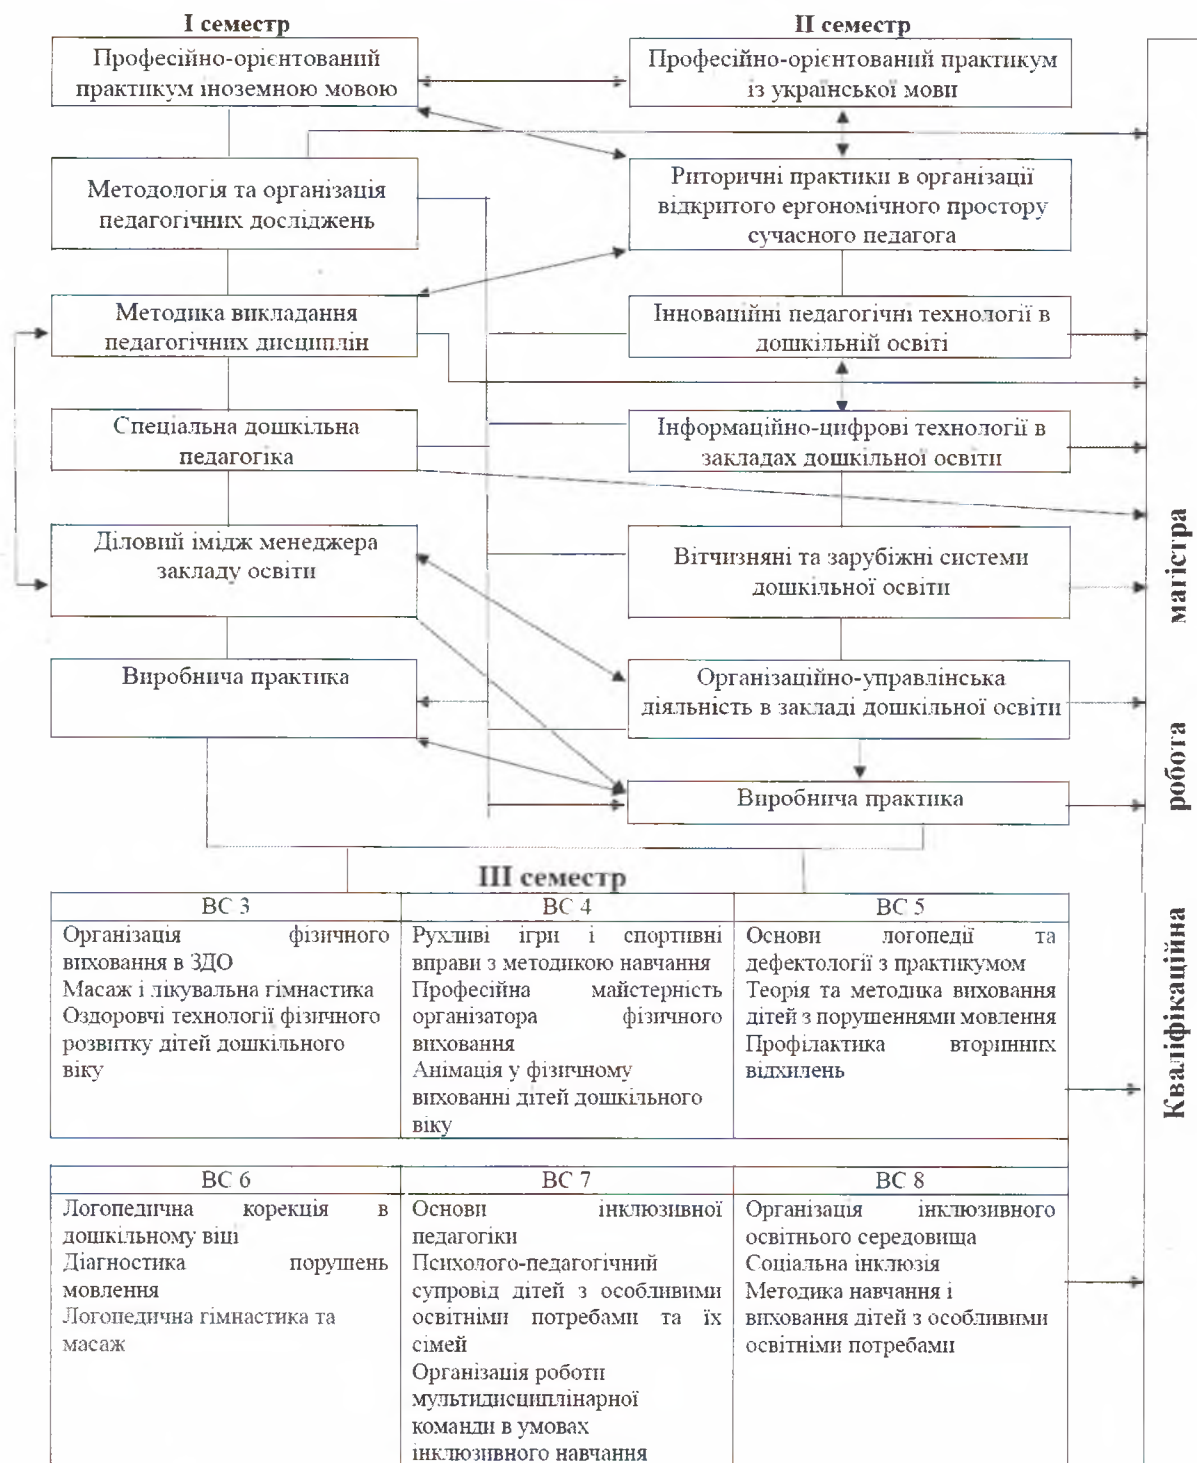 I семестр
Професійно-орієнтований
практикум іноземною мовою
Методологія та організація
педагогічних досліджень
Методика викладання
педагогічних дисциплін
Спеціальна дошкільна
педагогіка
Діловий імідж менеджера
закладу освіти
Виробнича практика
II семестр
Професійно-орієнтований практикум
із української мови
Риторичні практики в організації
відкритого ергономічного простору
сучасного педагога
Інноваційні педагогічні технології в
дошкільній освіті
Інформаційно-цифрові технології в
закладах дошкільної освіти
Вітчизняні та зарубіжні системи
дошкільної освіти
Організаційно-управлінська
діяльність в закладі дошкільної освіти
Виробнича практика
Кваліфікаційна робота магістра
III семестр
ВС 3
Організація фізичного
виховання в ЗДО
Масаж і лікувальна гімнастика
Оздоровчі технології фізичного
розвитку дітей дошкільного
віку
ВС 4
Рухливі ігри і спортивні
вправи з методикою навчання
Професійна майстерність
організатора фізичного
виховання
Анімація у фізичному
вихованні дітей дошкільного
віку
ВС 5
Основи логопедії та
дефектології з практикумом
Теорія та методика виховання
дітей з порушеннями мовлення
Профілактика вторинних
відхилень
ВС 6
Логопедична корекція в
дошкільному віці
Діагностика порушень
мовлення
Логопедична гімнастика та
масаж
ВС 7
Основи інклюзивної
педагогіки
Психолого-педагогічний
супровід дітей з особливими
освітніми потребами та їх
сімей
Організація роботи
мультидисциплінарної
команди в умовах
інклюзивного навчання
ВС 8
Організація інклюзивного
освітнього середовища
Соціальна інклюзія
Методика навчання і
виховання дітей з особливими
освітніми потребами